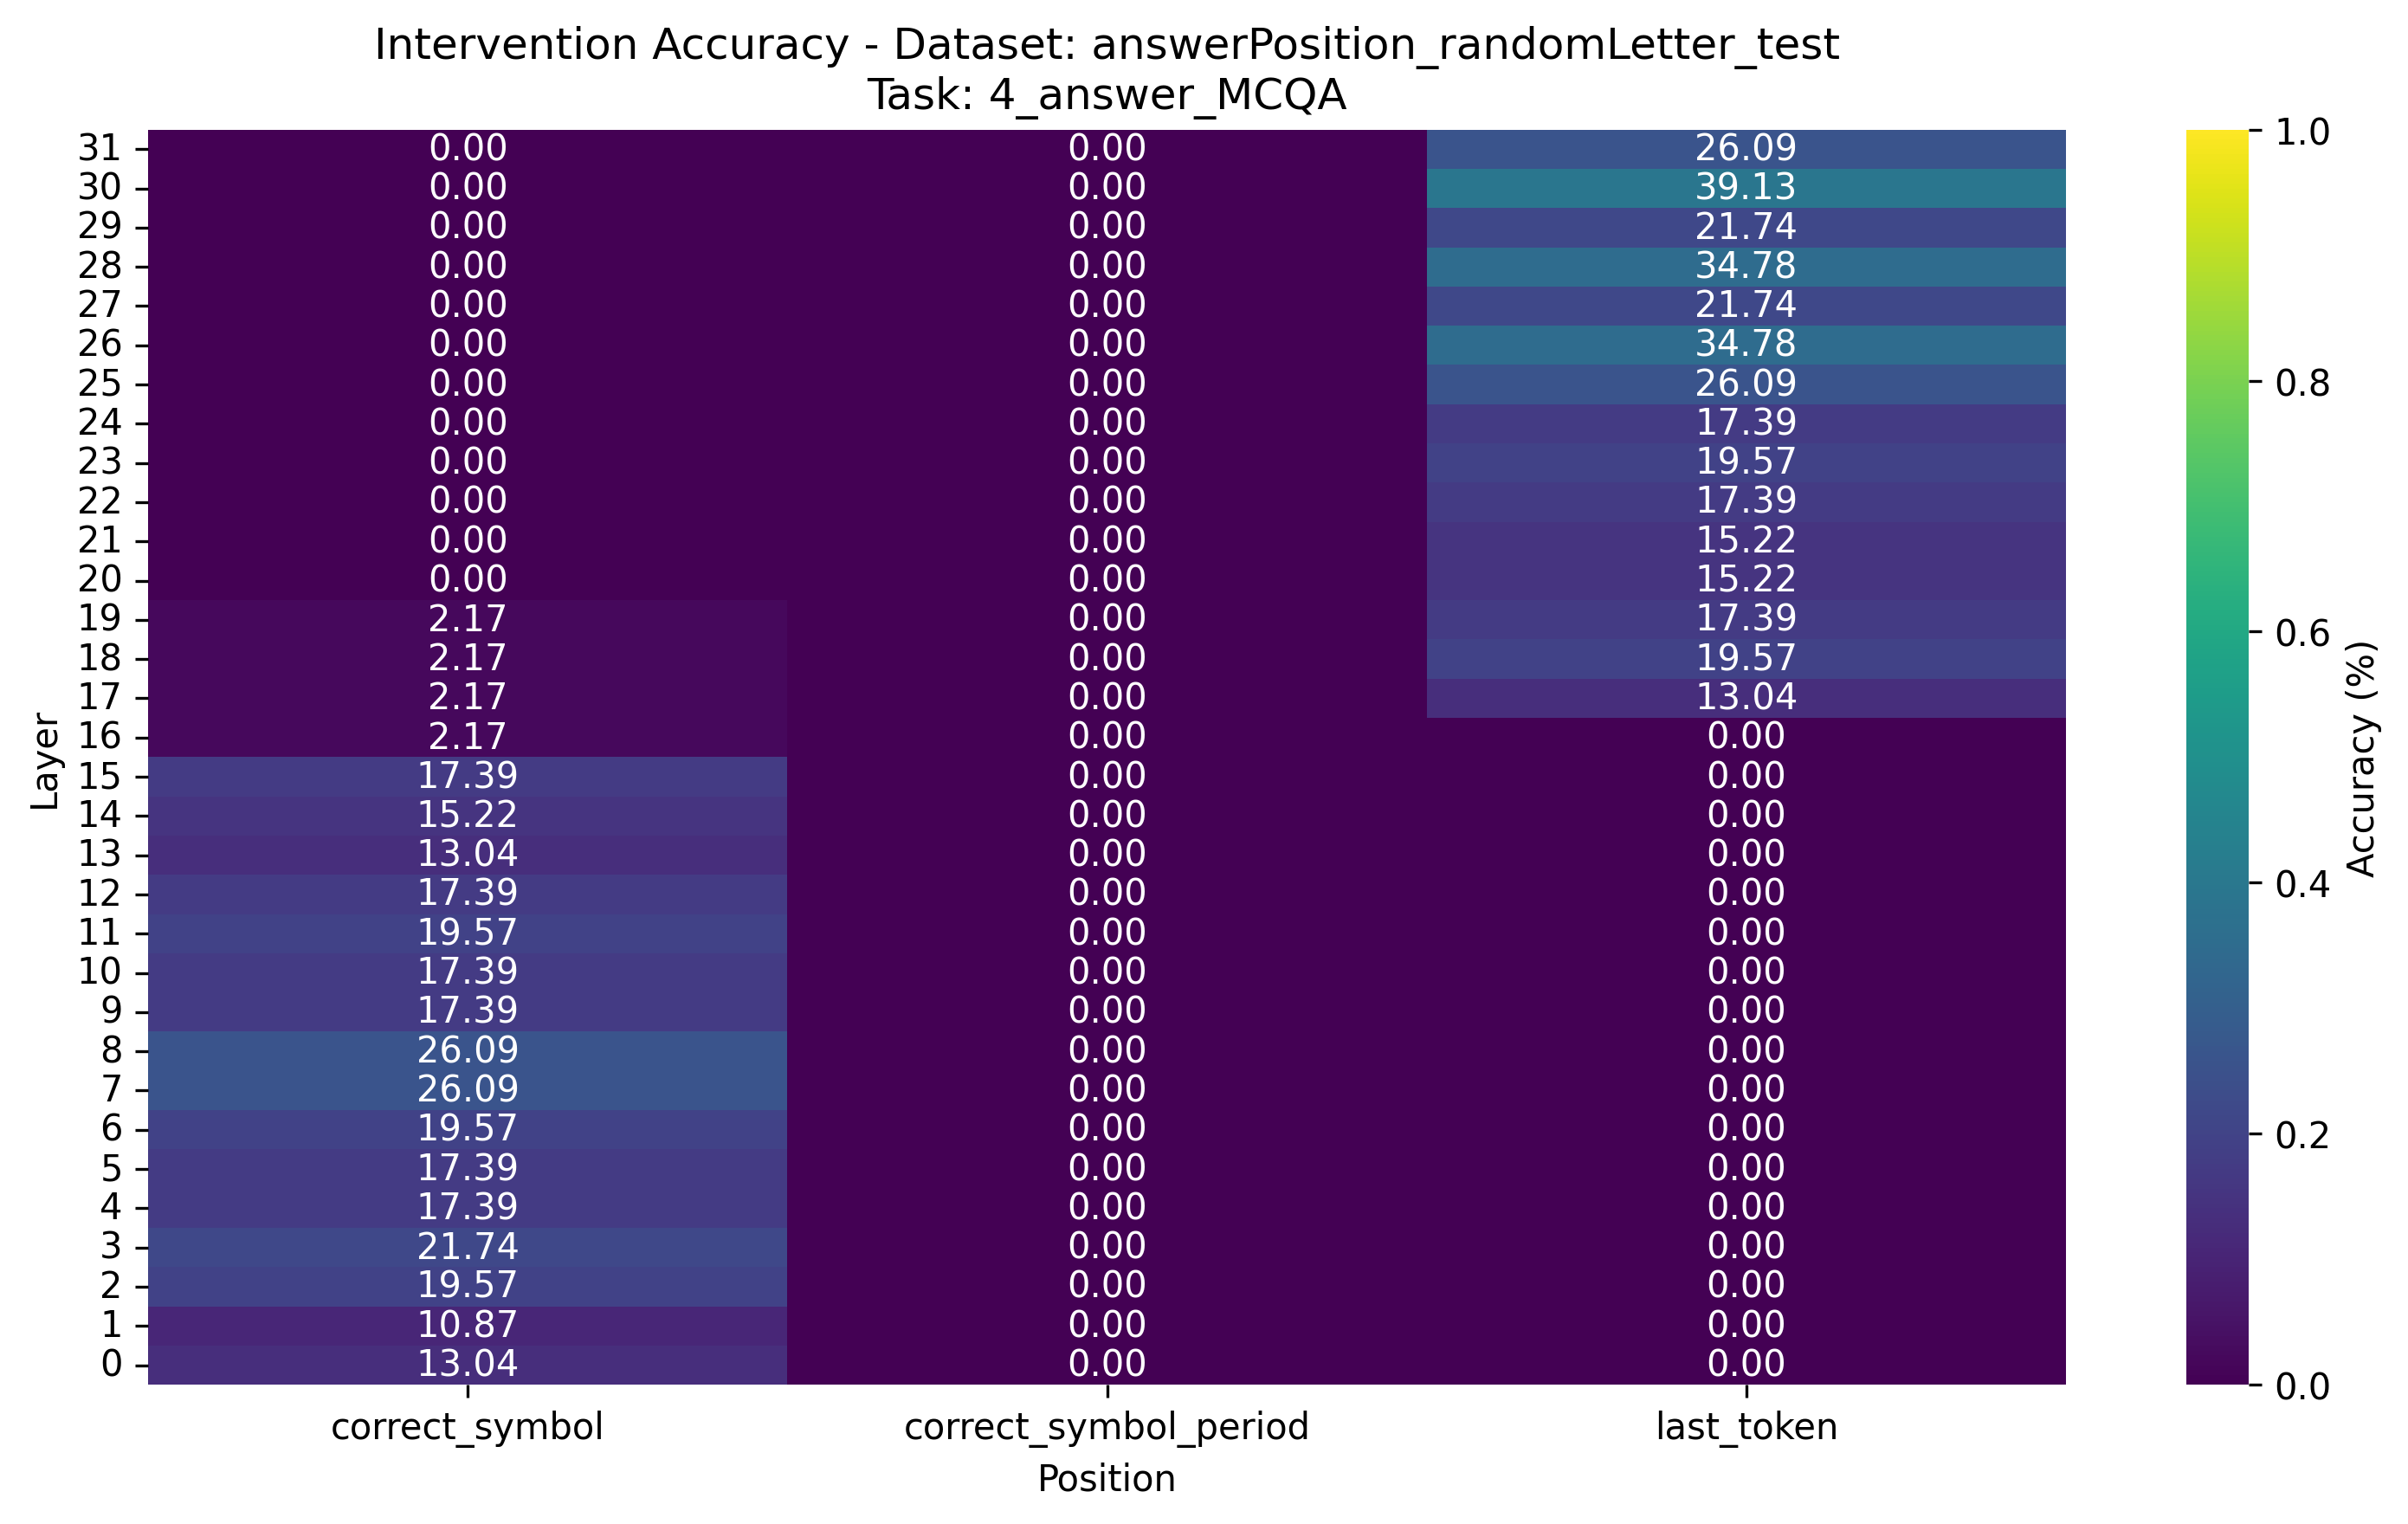 Intervention Accuracy - Dataset: answerPosition_randomLetter_test
Task: 4_answer_MCQA
31 0.00 0.00 26.09
30 0.00 0.00 39.13
29 0.00 0.00 21.74
28 0.00 0.00 34.78
27 0.00 0.00 21.74
26 0.00 0.00 34.78
25 0.00 0.00 26.09
24 0.00 0.00 17.39
23 0.00 0.00 19.57
22 0.00 0.00 17.39
21 0.00 0.00 15.22
20 0.00 0.00 15.22
19 2.17 0.00 17.39
18 2.17 0.00 19.57
17 2.17 0.00 13.04
16 2.17 0.00 0.00
15 17.39 0.00 0.00
14 15.22 0.00 0.00
13 13.04 0.00 0.00
12 17.39 0.00 0.00
11 19.57 0.00 0.00
10 17.39 0.00 0.00
9 17.39 0.00 0.00
8 26.09 0.00 0.00
7 26.09 0.00 0.00
6 19.57 0.00 0.00
5 17.39 0.00 0.00
4 17.39 0.00 0.00
3 21.74 0.00 0.00
2 19.57 0.00 0.00
1 10.87 0.00 0.00
0 13.04 0.00 0.00
Layer
correct_symbol correct_symbol_period last_token
Position
1.0
0.8
0.6
0.4
0.2
0.0
Accuracy (%)